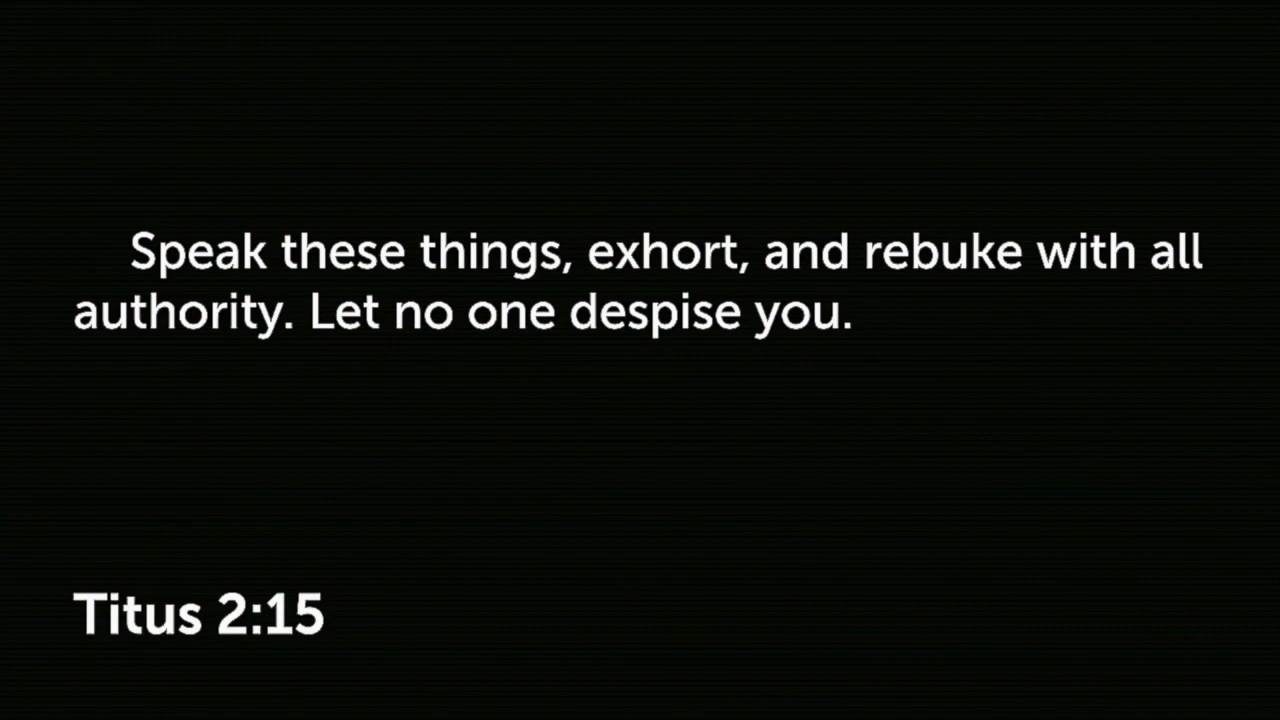 Speak these things, exhort, and rebuke with all
authority. Let no one despise you.
Titus 2:15